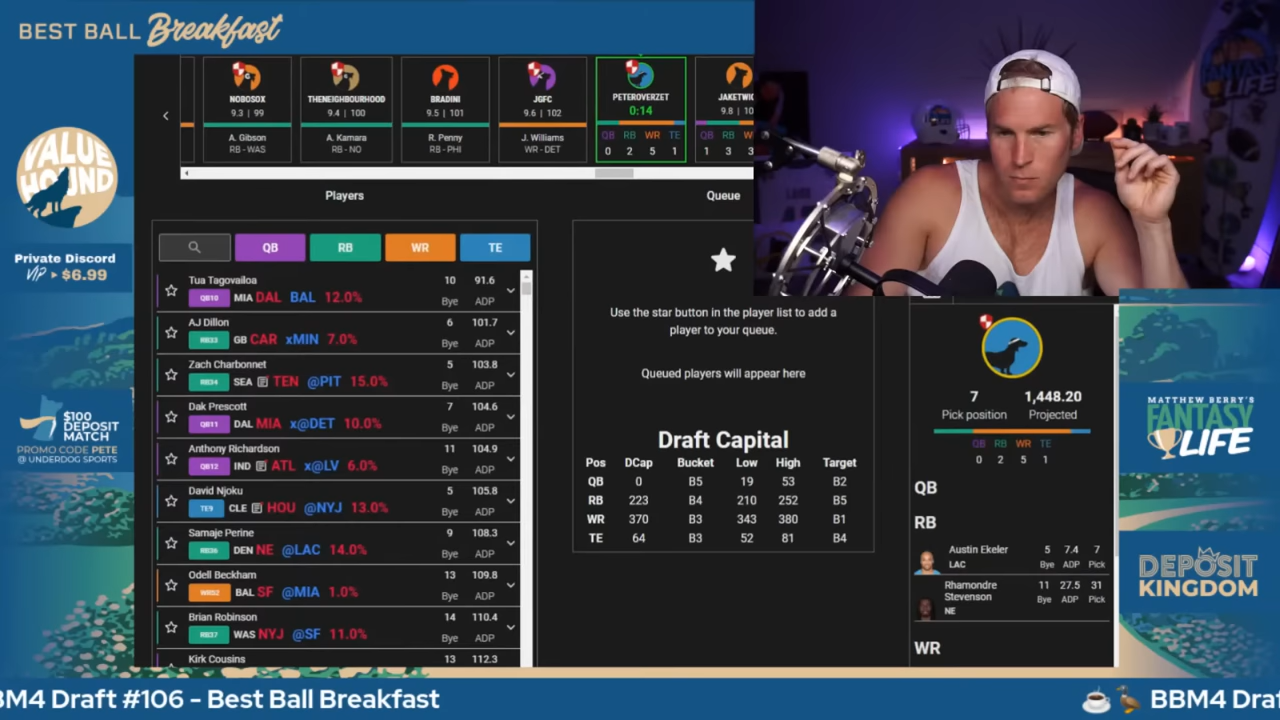 BEST BALL Breakfast
NOBOSOX
9.3 | 99
A. Gibson
RB - WAS
THENEIGHBOURHOOD
9.4 | 100
A. Kamara
RB - NO
BRADINI
9.5 | 101
R. Penny
RB - PHI
JGFC
9.6 | 102
J. Williams
WR - DET
PETEROVERZET
0:14
QB RB WR TE
0 2 5 1
JAKETWI
9.8 | 10
QB RB W
1 3 3
Players
Queue
QB RB WR TE
Tua Tagovailoa 10 91.6
QB10 MIA DAL BAL 12.0% Bye ADP
AJ Dillon 6 101.7
RB33 GB CAR xMIN 7.0% Bye ADP
Zach Charbonnet 5 103.8
RB34 SEA TEN @PIT 15.0% Bye ADP
Dak Prescott 7 104.6
QB11 DAL MIA x@DET 10.0% Bye ADP
Anthony Richardson 11 104.9
QB12 IND ATL x@LV 6.0% Bye ADP
David Njoku 5 105.8
TE9 CLE HOU @NYJ 13.0% Bye ADP
Samaje Perine 9 108.3
RB36 DEN NE @LAC 14.0% Bye ADP
Odell Beckham 13 109.8
WR52 BAL SF @MIA 1.0% Bye ADP
Brian Robinson 14 110.4
RB37 WAS NYJ @SF 11.0% Bye ADP
Kirk Cousins 13 112.3
Use the star button in the player list to add a
player to your queue.
Queued players will appear here
Draft Capital
Pos DCap Bucket Low High Target
QB 0 B5 19 53 B2
RB 223 B4 210 252 B5
WR 370 B3 343 380 B1
TE 64 B3 52 81 B4
7 1,448.20
Pick position Projected
QB RB WR TE
0 2 5 1
QB
RB
Austin Ekeler 5 7.4 7
LAC Bye ADP Pick
Rhamondre
Stevenson 11 27.5 31
NE Bye ADP Pick
WR
VALUE
HOUND
Private Discord
VIP ▸ $6.99
$100
DEPOSIT
MATCH
PROMO CODE PETE
@ UNDERDOG SPORTS
MATTHEW BERRY'S
FANTASY
LIFE
DEPOSIT
KINGDOM
BM4 Draft #106 - Best Ball Breakfast
BBM4 Draf